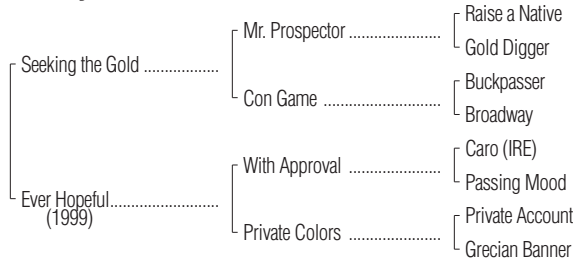 Raise a Native
Mr. Prospector ...................
Gold Digger
Seeking the Gold ...................
Buckpasser
Con Game ........................
Broadway
Caro (IRE)
With Approval ...................
Passing Mood
Ever Hopeful......................
(1999)
Private Account
Private Colors ...................
Grecian Banner